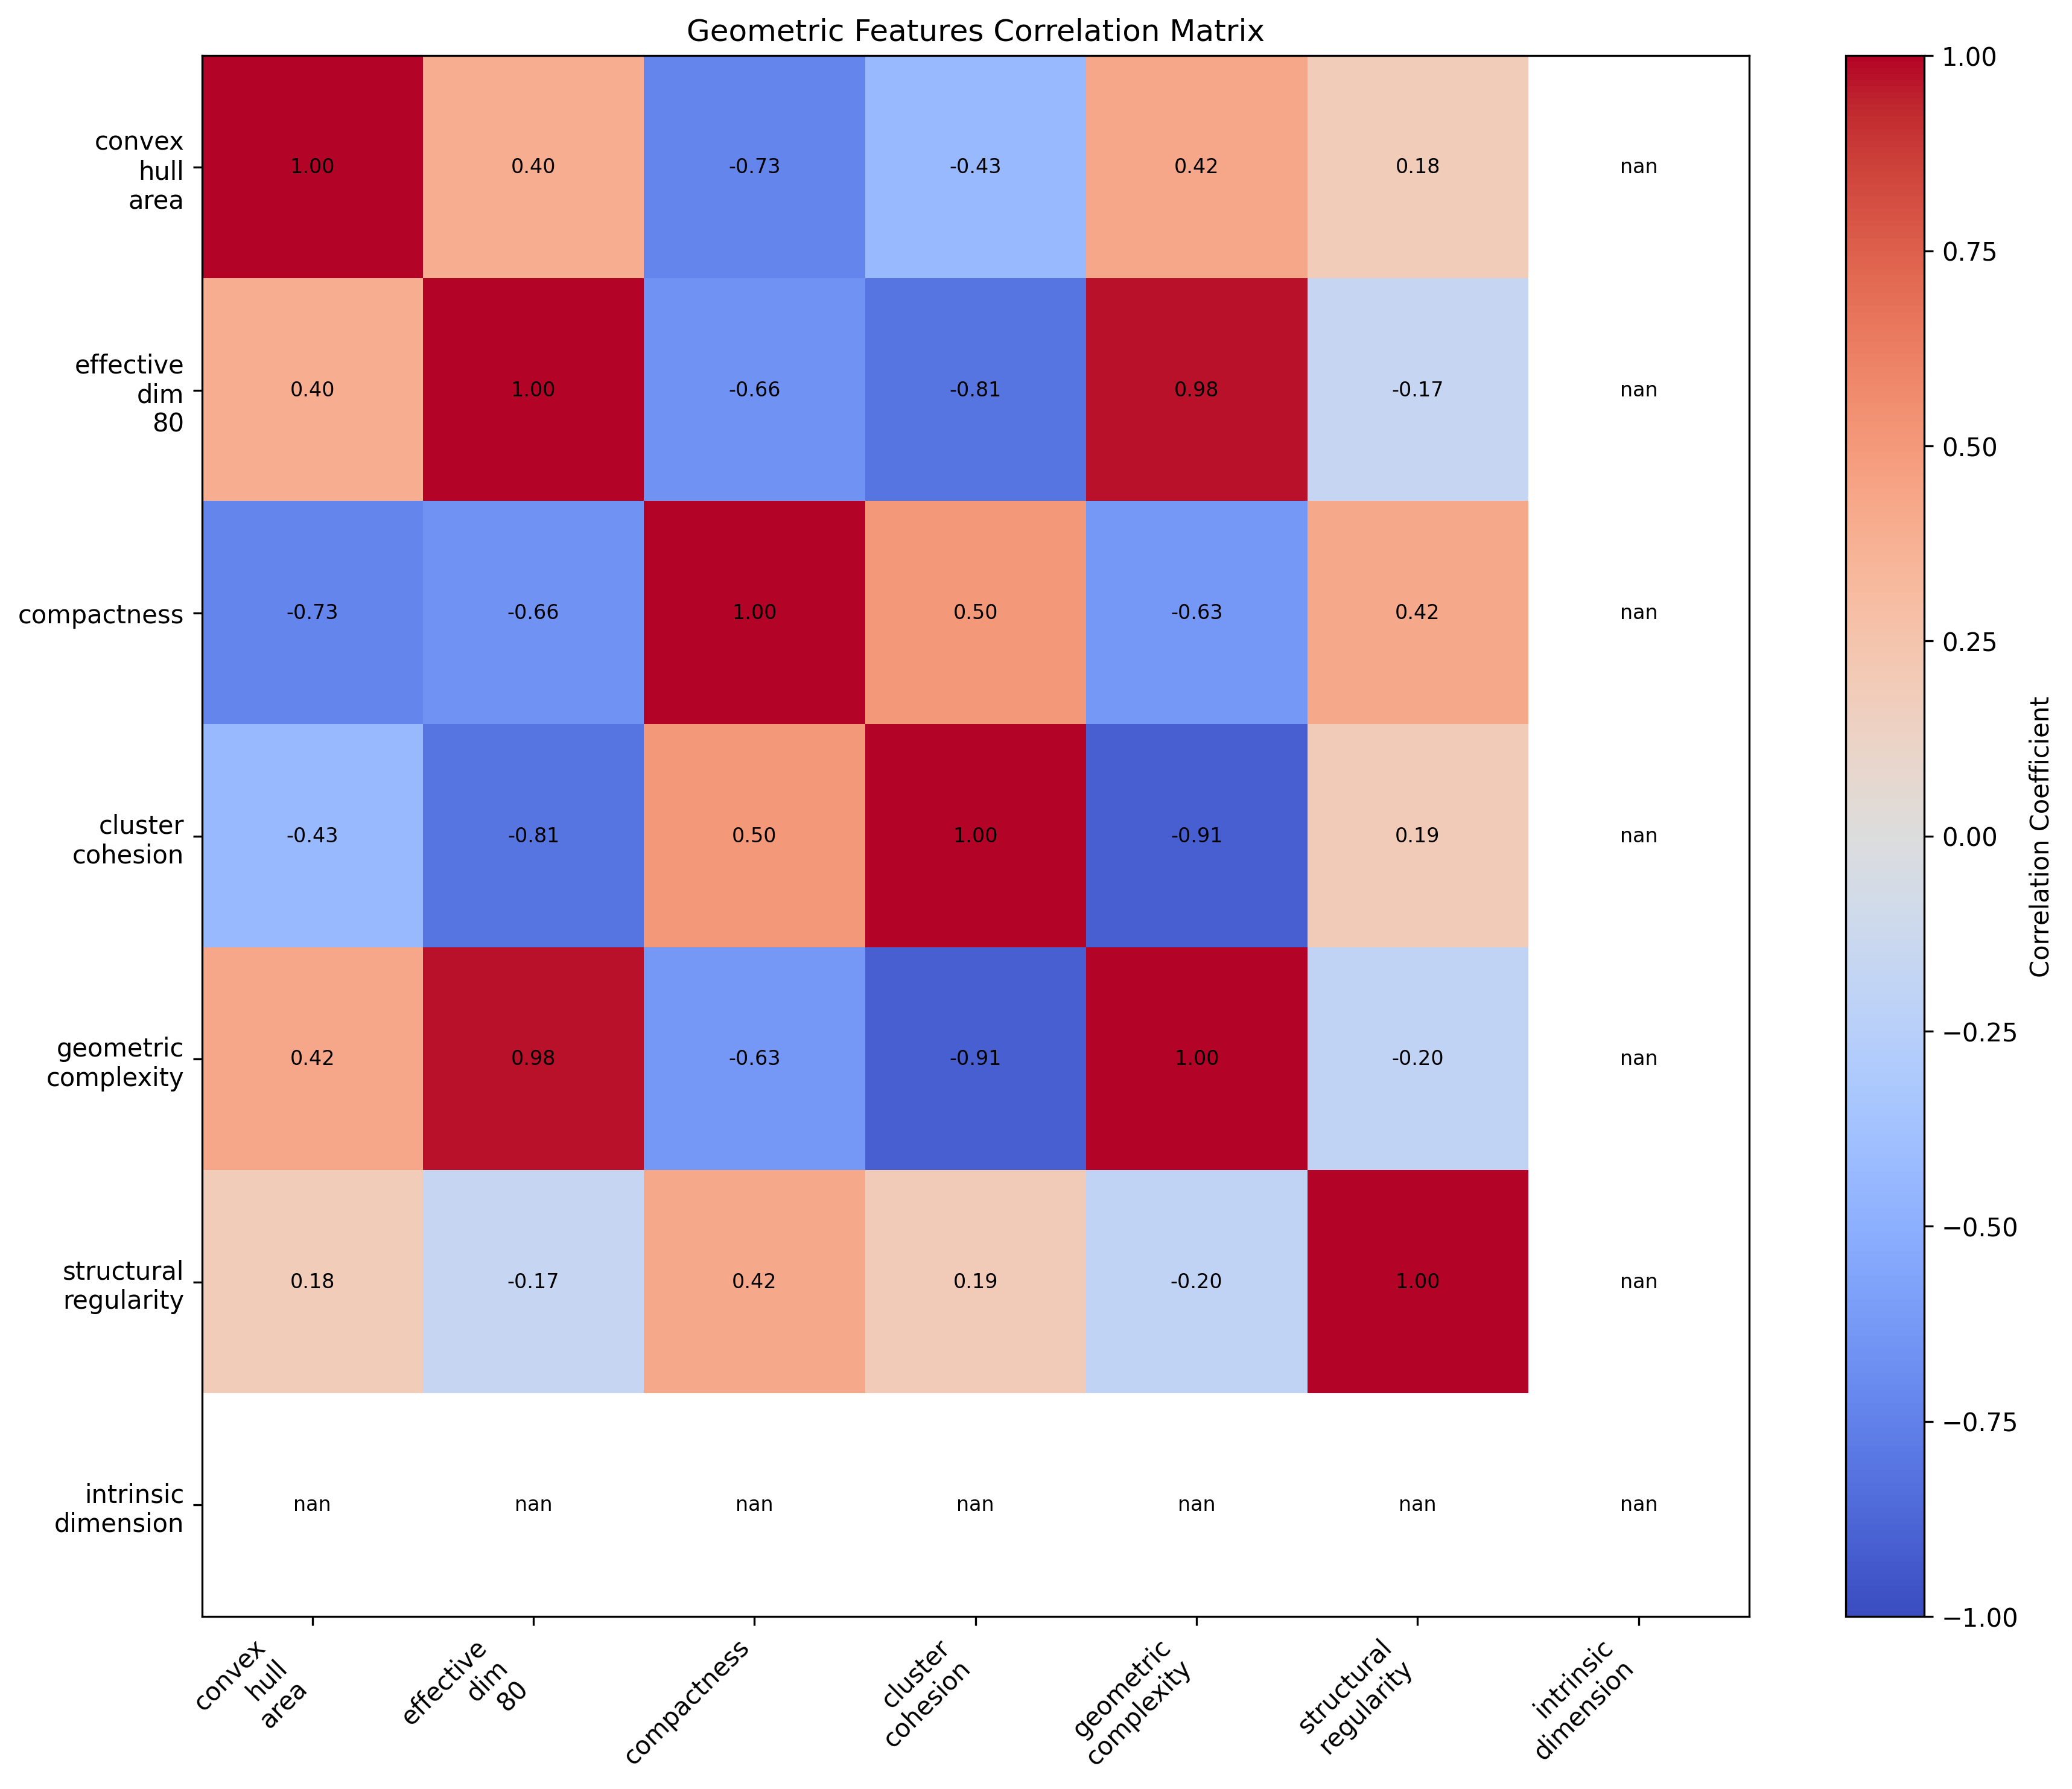 Geometric Features Correlation Matrix
convex
hull
area
1.00 0.40 -0.73 -0.43 0.42 0.18 nan
effective
dim
80
0.40 1.00 -0.66 -0.81 0.98 -0.17 nan
compactness
-0.73 -0.66 1.00 0.50 -0.63 0.42 nan
cluster
cohesion
-0.43 -0.81 0.50 1.00 -0.91 0.19 nan
geometric
complexity
0.42 0.98 -0.63 -0.91 1.00 -0.20 nan
structural
regularity
0.18 -0.17 0.42 0.19 -0.20 1.00 nan
intrinsic
dimension
nan nan nan nan nan nan nan
convex
hull
area
effective
dim
80
compactness
cluster
cohesion
geometric
complexity
structural
regularity
intrinsic
dimension
1.00
0.75
0.50
0.25
0.00
−0.25
−0.50
−0.75
−1.00
Correlation Coefficient